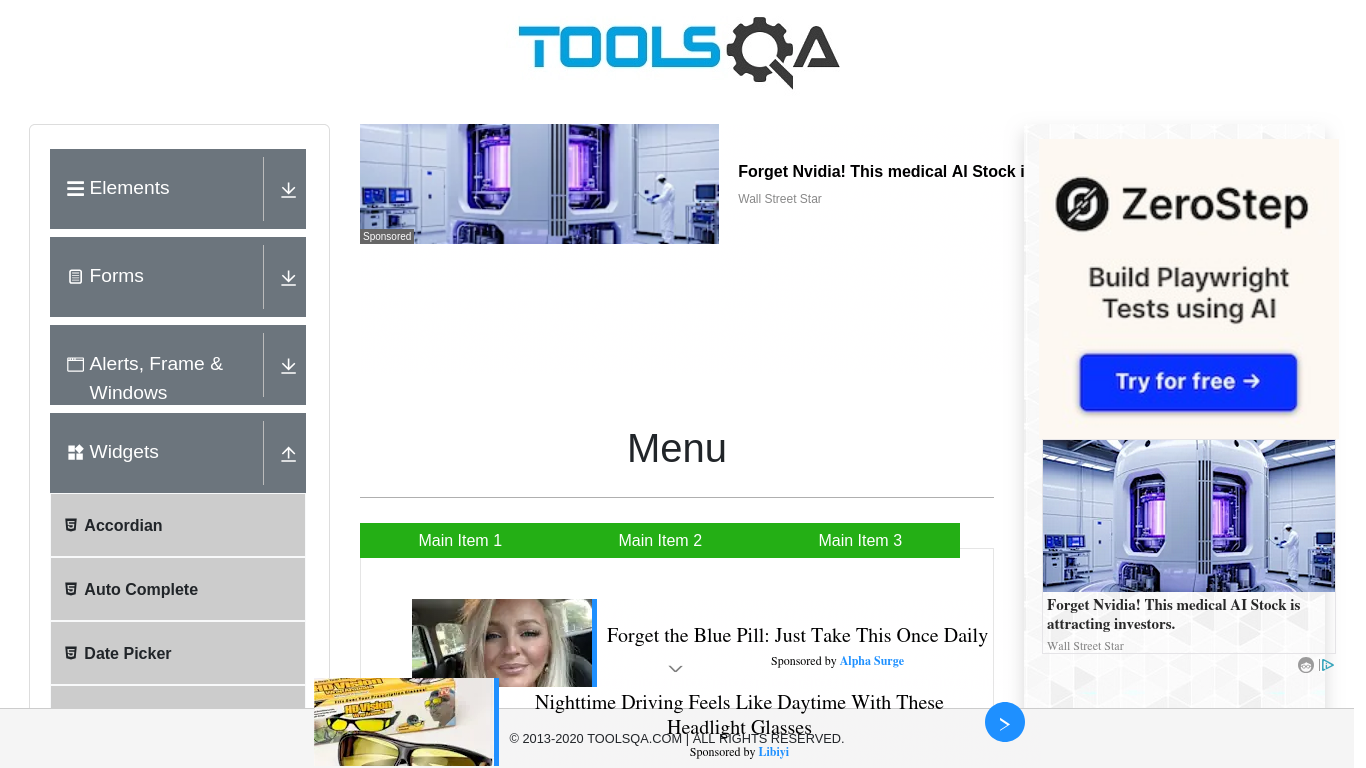 TOOLSQA
Elements
Forms
Alerts, Frame &
Windows
Widgets
Accordian
Auto Complete
Date Picker
Sponsored
Forget Nvidia! This medical AI Stock i
Wall Street Star
Menu
Main Item 1
Main Item 2
Main Item 3
Forget the Blue Pill: Just Take This Once Daily
Sponsored by Alpha Surge
HD Vision
Nighttime Driving Feels Like Daytime With These
Headlight Glasses
© 2013-2020 TOOLSQA.COM | ALL RIGHTS RESERVED.
Sponsored by Libiyi
ZeroStep
Build Playwright
Tests using AI
Try for free →
Forget Nvidia! This medical AI Stock is
attracting investors.
Wall Street Star